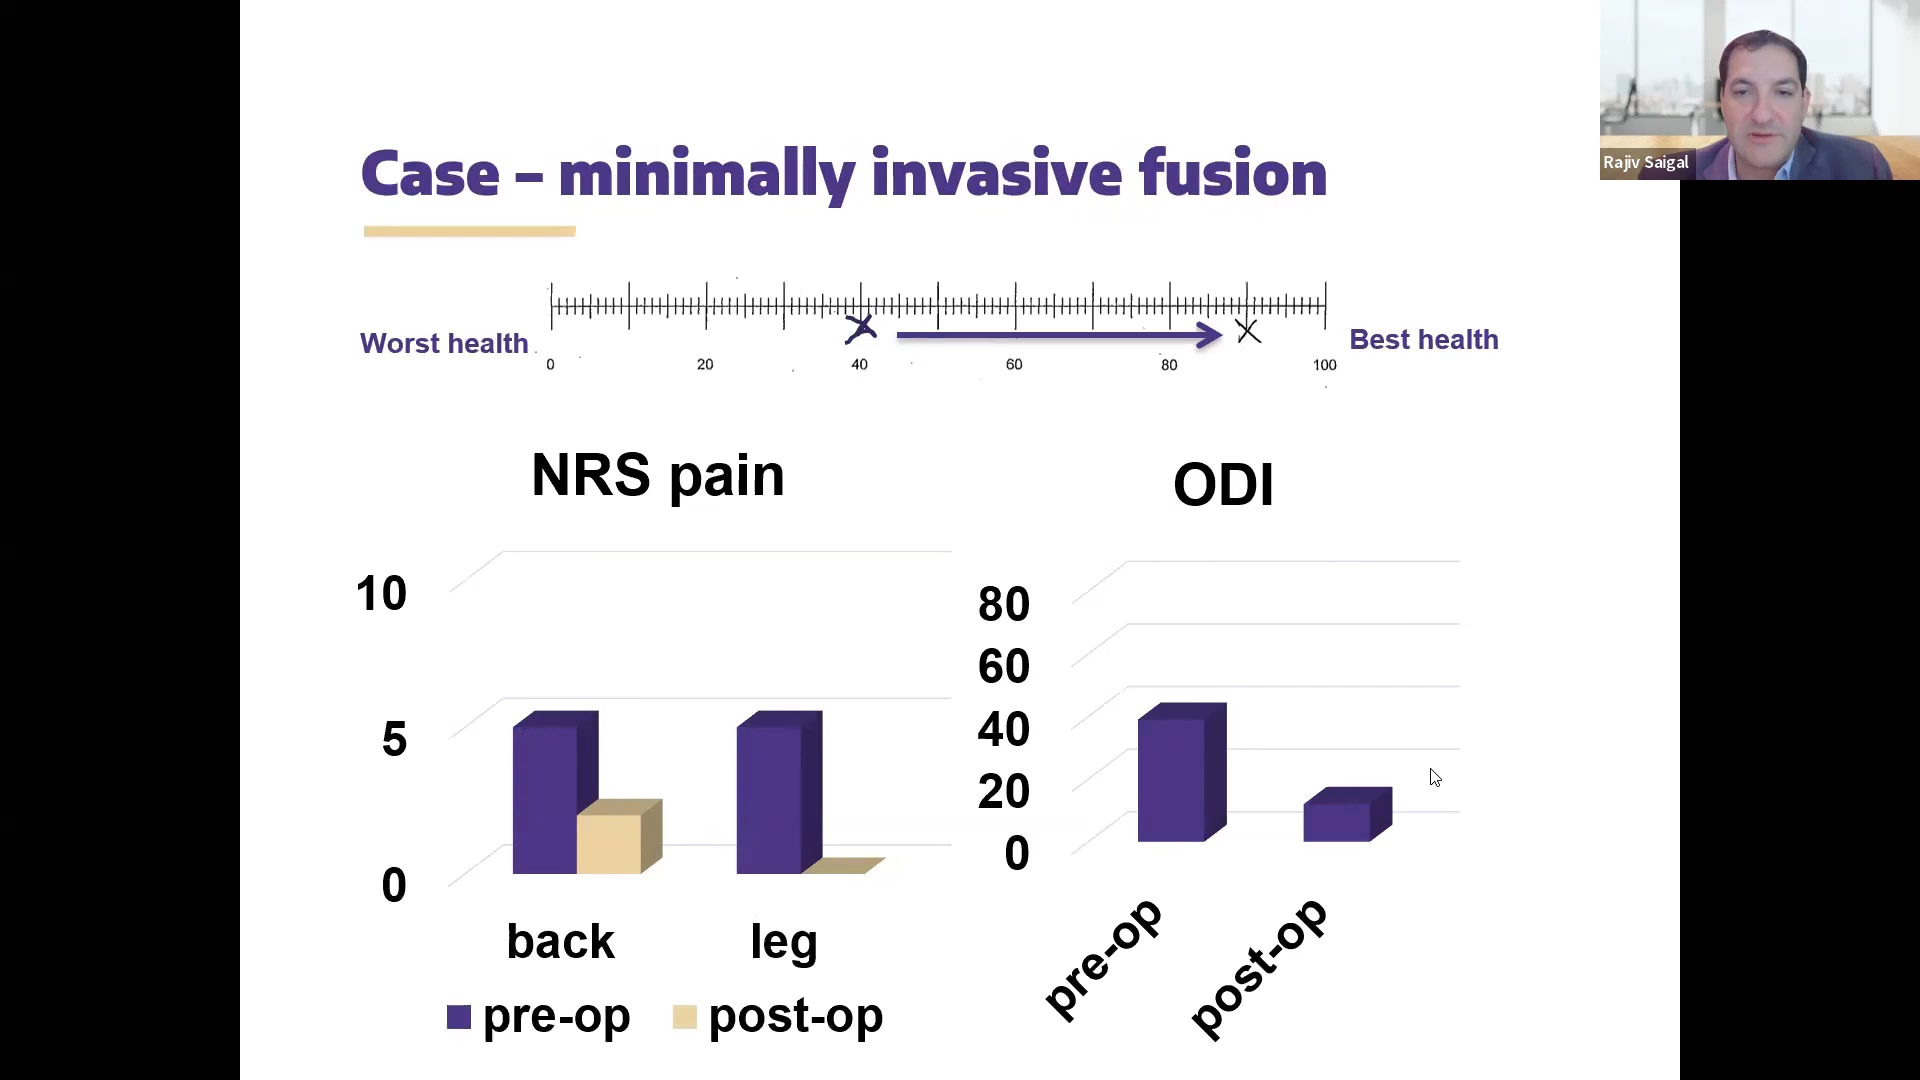 Case – minimally invasive fusion
Rajiv Saigal
Worst health
Best health
0 20 40 60 80 100
NRS pain
10
5
0
back leg
pre-op post-op
ODI
80
60
40
20
0
pre-op post-op